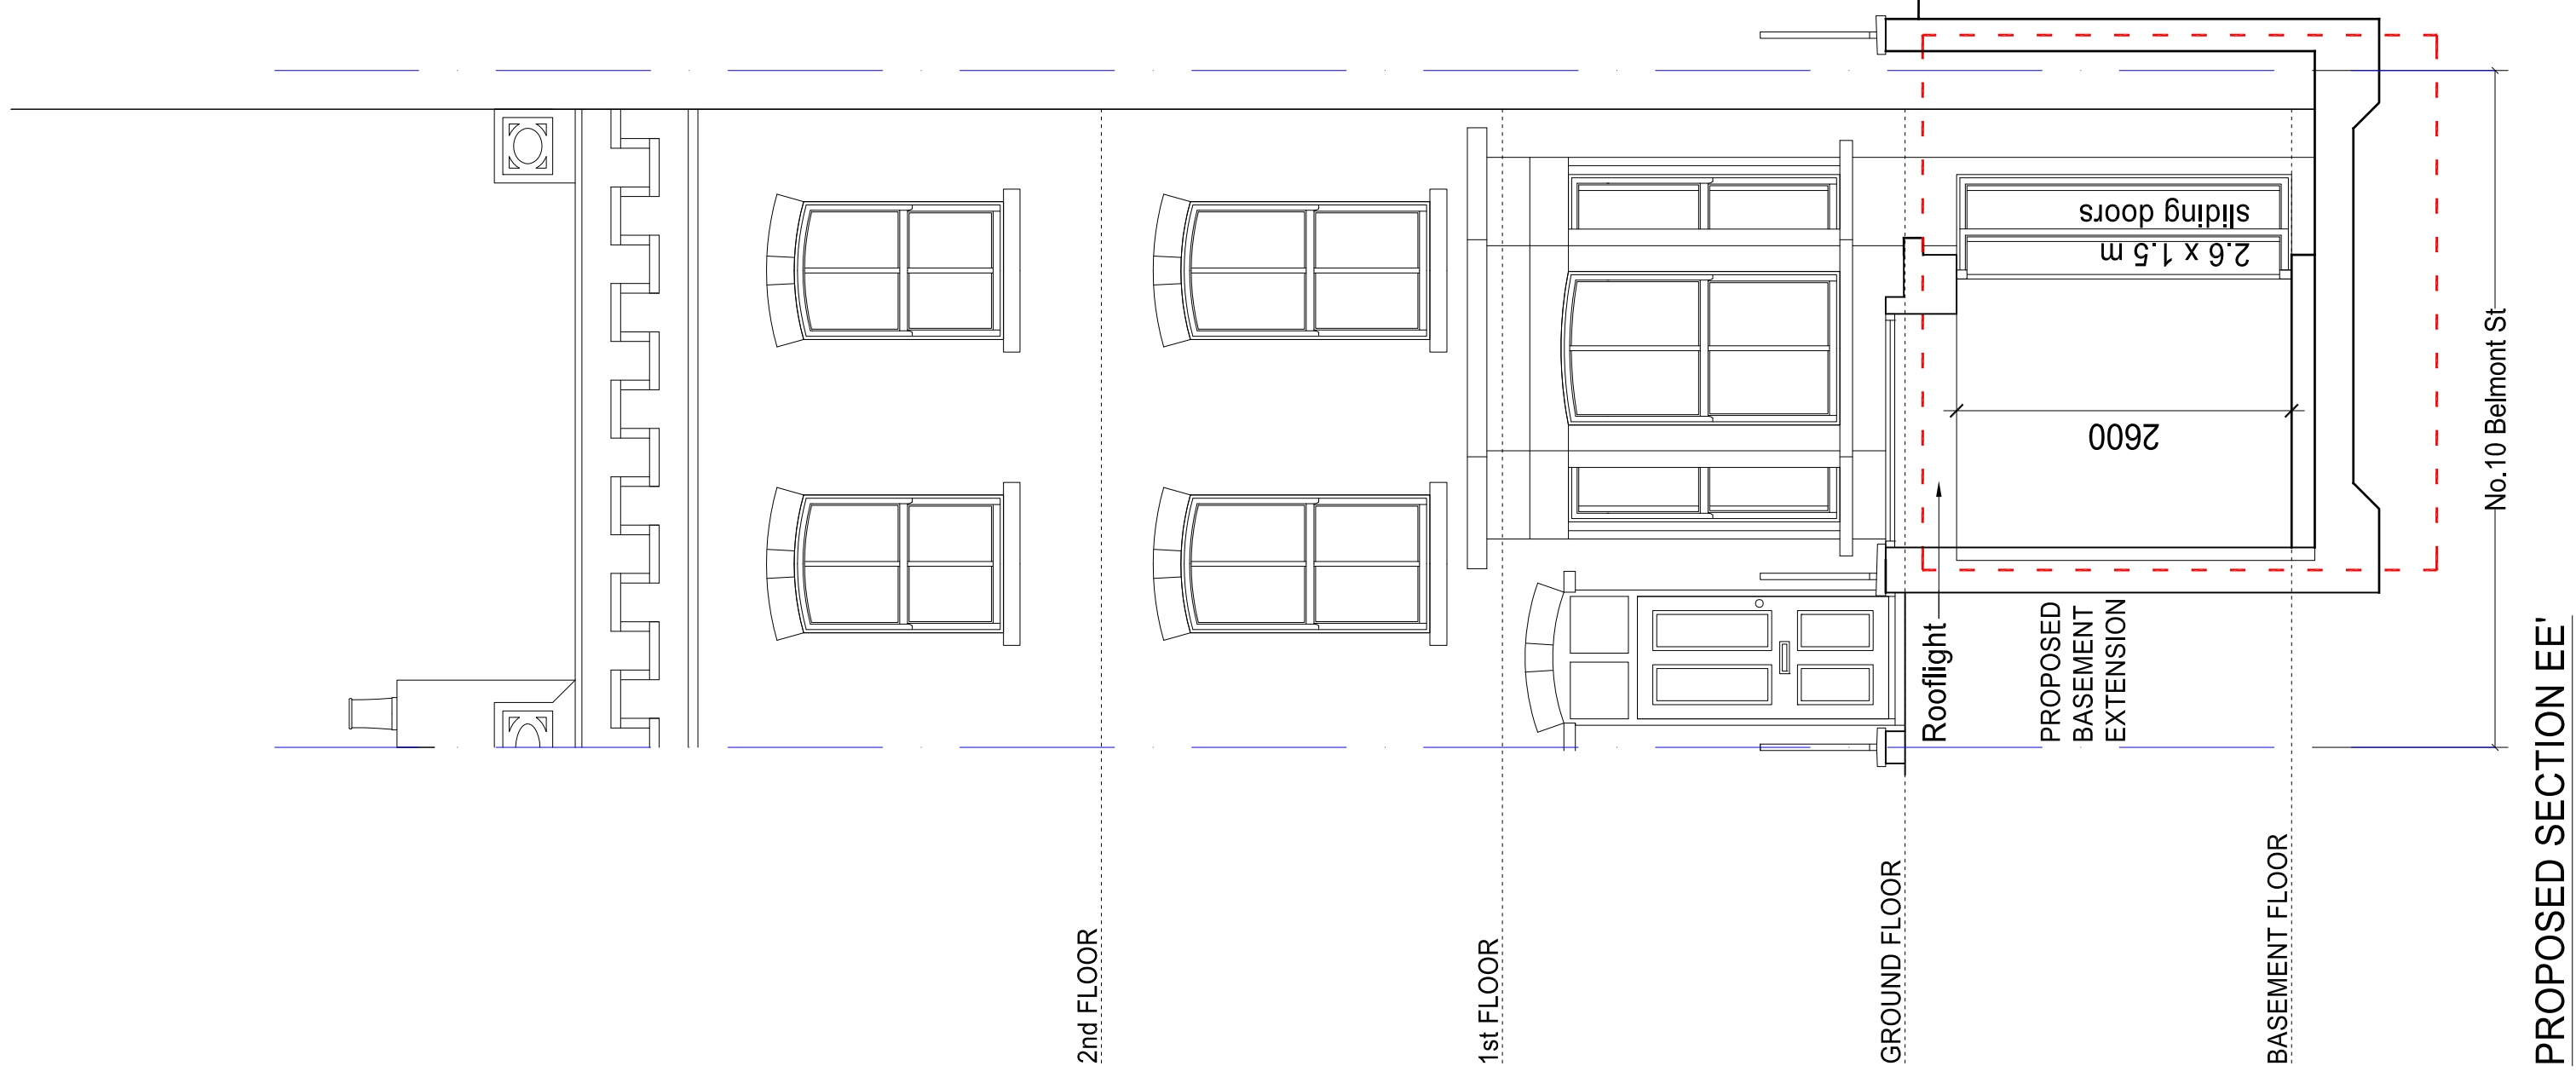 2nd FLOOR
1st FLOOR
GROUND FLOOR
Rooflight
PROPOSED
BASEMENT
EXTENSION
2600
2.6 x 1.5 m
sliding doors
BASEMENT FLOOR
No.10 Belmont St
PROPOSED SECTION EE'